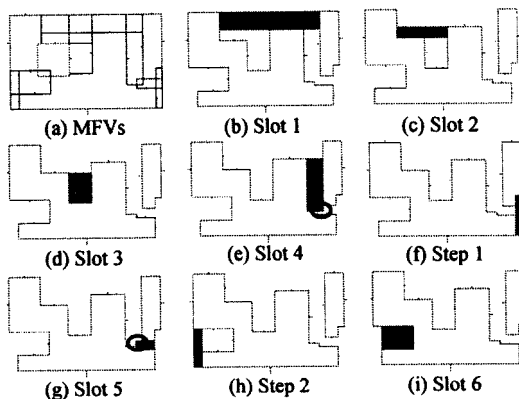 (a) MFVs
(b) Slot 1
(c) Slot 2
(d) Slot 3
(e) Slot 4
(f) Step 1
(g) Slot 5
(h) Step 2
(i) Slot 6